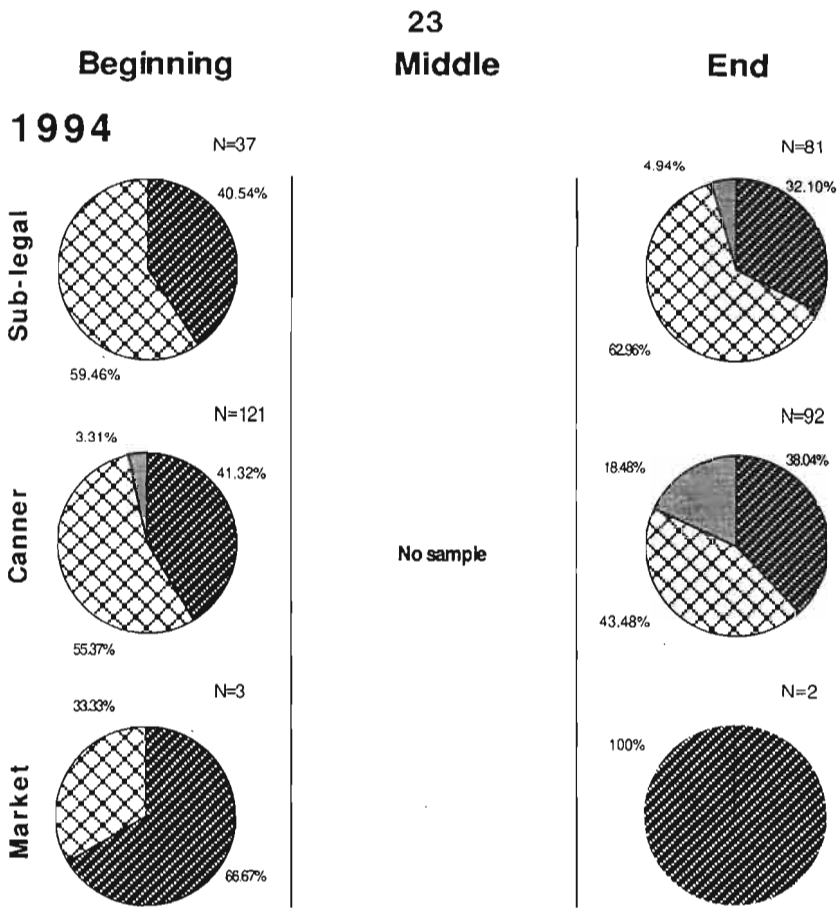 23
Beginning Middle End
1994
N=37
N=81
4.94%
40.54%
32.10%
Sub-legal
62.96%
59.46%
N=121
N=92
3.31%
41.32%
18.48%
38.04%
Canner
No sample
43.48%
55.37%
N=3
N=2
33.33%
100%
Market
66.67%